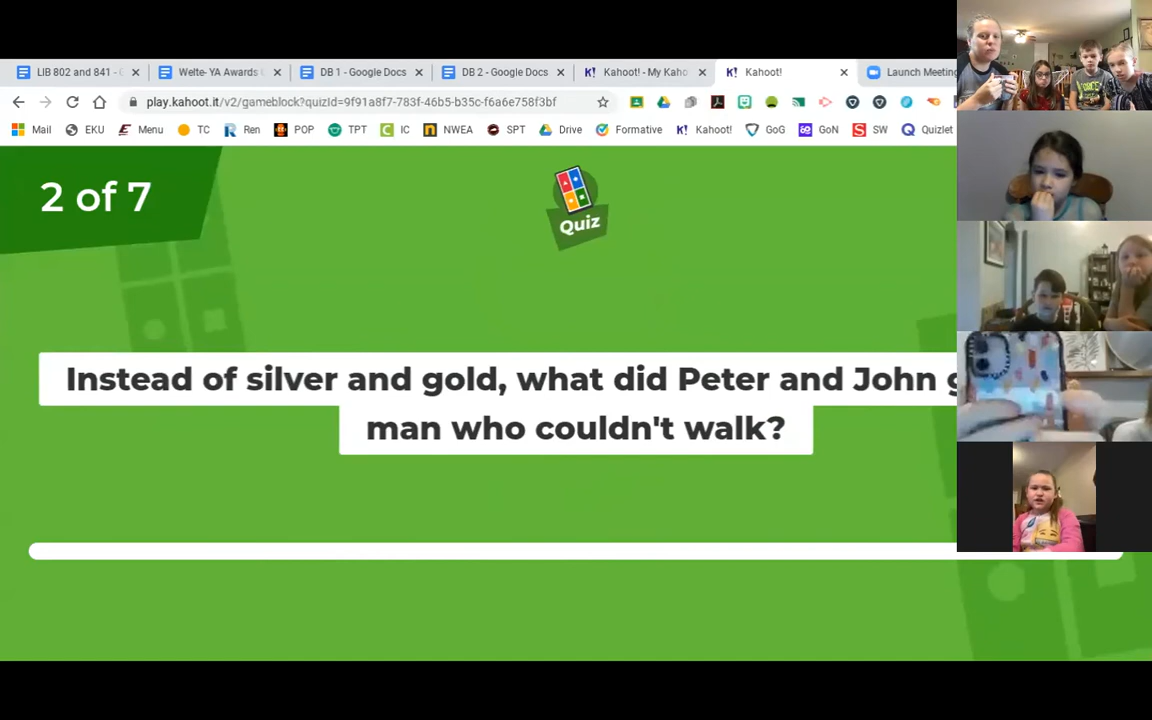 LIB 802 and 841 -
Welte- YA Awards
DB 1 - Google Docs
DB 2 - Google Docs
Kahoot! - My Kaho
Kahoot!
Launch Meeting
play.kahoot.it/v2/gameblock?quizId=9f91a8f7-783f-46b5-b35c-f6a6e758f3bf
Mail EKU Menu TC Ren POP TPT IC NWEA SPT Drive Formative Kahoot! GoG GoN SW Quizlet
2 of 7
Quiz
Instead of silver and gold, what did Peter and John
man who couldn't walk?